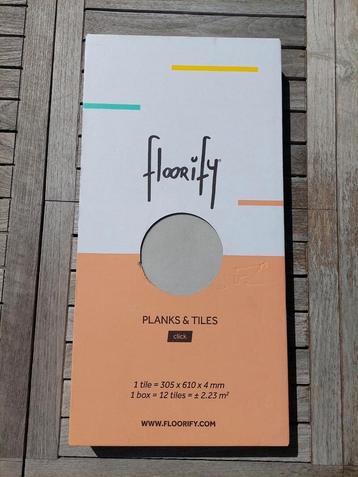 floorify
PLANKS & TILES
click
1 tile = 305 x 610 x 4 mm
1 box = 12 tiles = ± 2.23 m²
WWW.FLOORIFY.COM